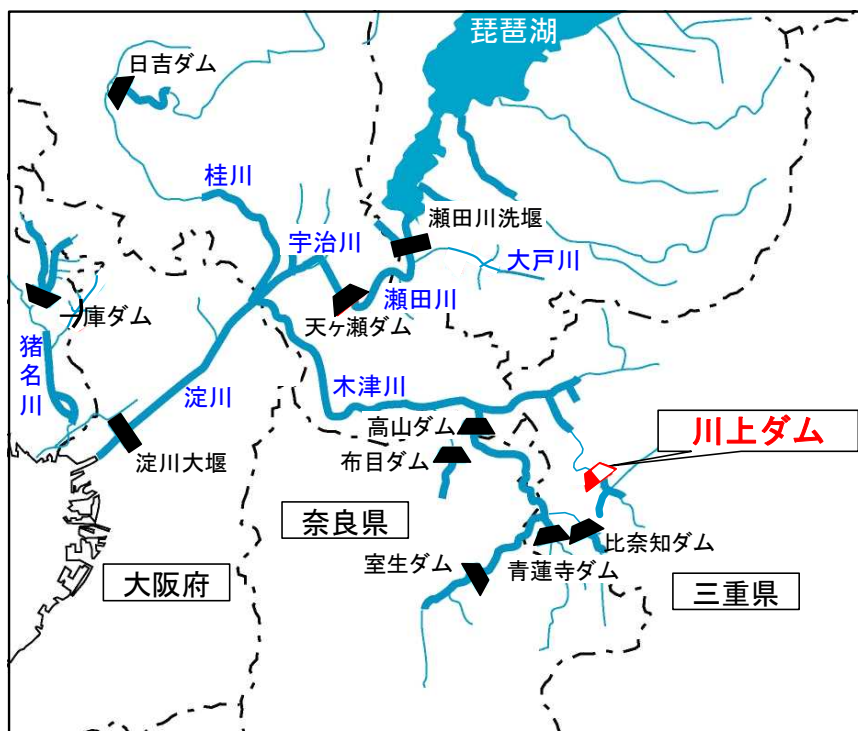 琵琶湖
日吉ダム
桂川
宇治川
瀬田川洗堰
大戸川
瀬田川
天ヶ瀬ダム
一庫ダム
猪名川
淀川
木津川
高山ダム
川上ダム
布目ダム
淀川大堰
奈良県
比奈知ダム
室生ダム
青蓮寺ダム
大阪府
三重県